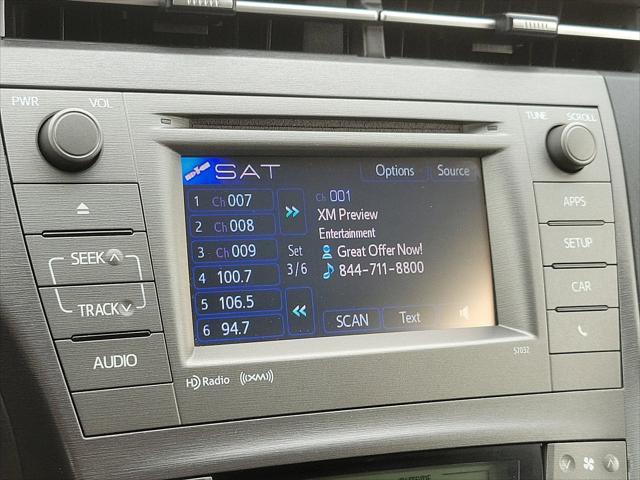 PWR VOL
TUNE SCROLL
SAT
Options
Source
1 Ch 007
2 Ch 008
3 Ch 009
4 100.7
5 106.5
6 94.7
Set
3/6
Ch 001
XM Preview
Entertainment
Great Offer Now!
844-711-8800
SCAN
Text
SEEK
TRACK
AUDIO
APPS
SETUP
CAR
HD Radio
((XM))
57032